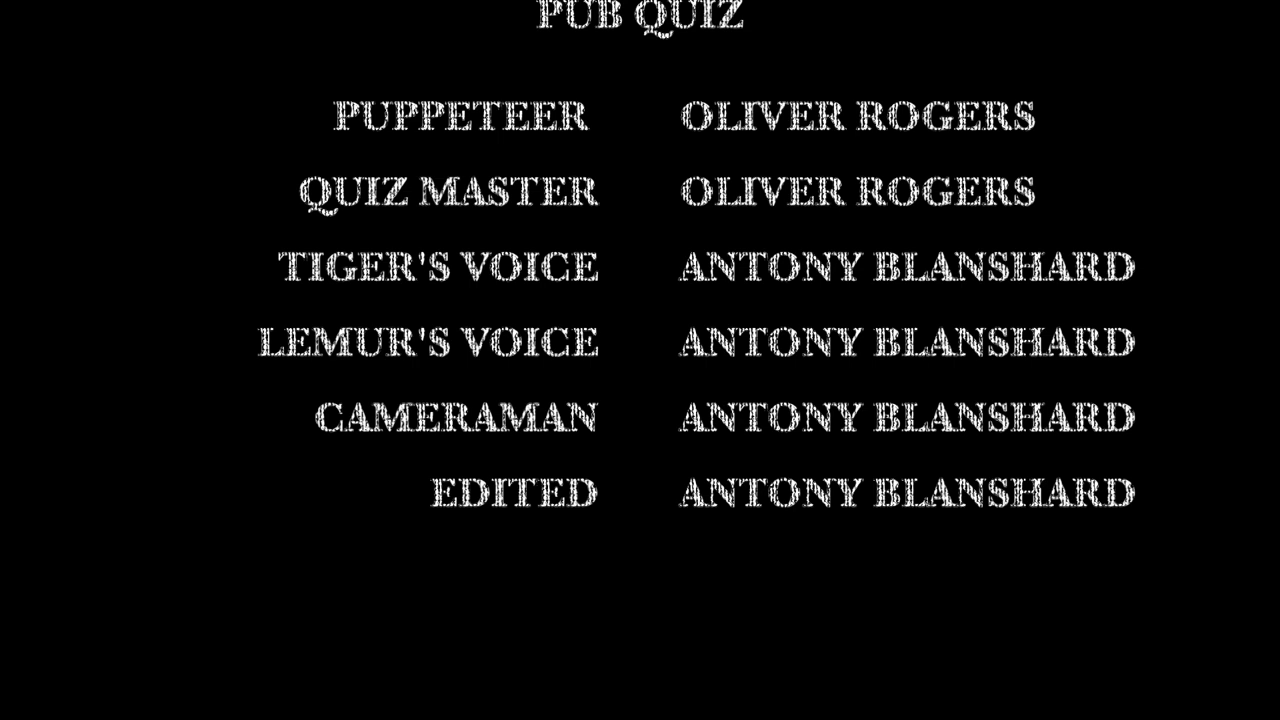 PUB QUIZ
PUPPETEER OLIVER ROGERS
QUIZ MASTER OLIVER ROGERS
TIGER'S VOICE ANTONY BLANSHARD
LEMUR'S VOICE ANTONY BLANSHARD
CAMERAMAN ANTONY BLANSHARD
EDITED ANTONY BLANSHARD